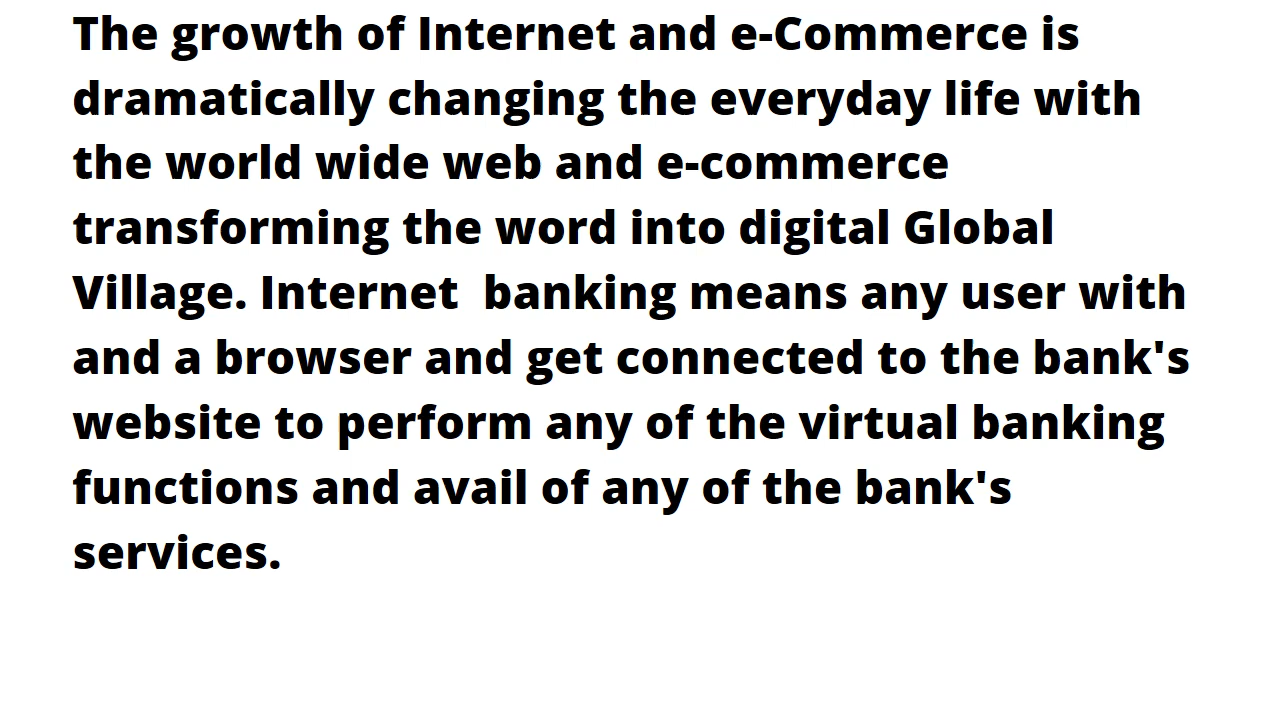 The growth of Internet and e-Commerce is
dramatically changing the everyday life with
the world wide web and e-commerce
transforming the word into digital Global
Village. Internet  banking means any user with
and a browser and get connected to the bank's
website to perform any of the virtual banking
functions and avail of any of the bank's
services.